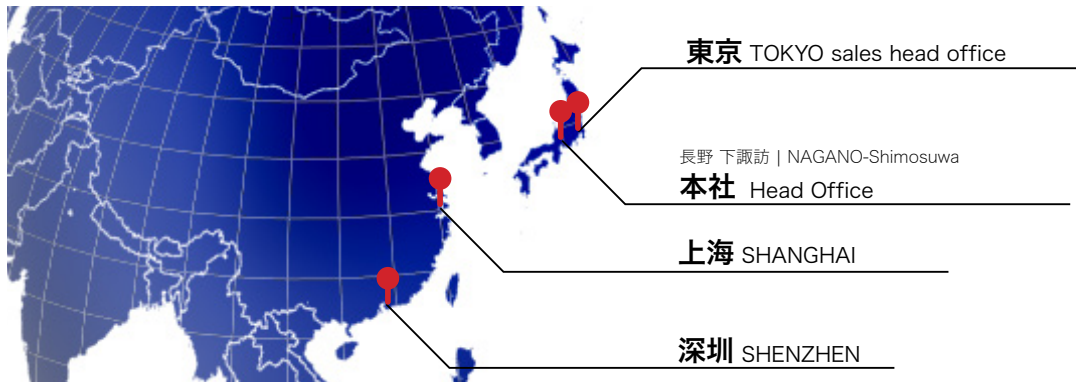 東京 TOKYO sales head office
長野 下諏訪 | NAGANO-Shimosuwa
本社 Head Office
上海 SHANGHAI
深圳 SHENZHEN